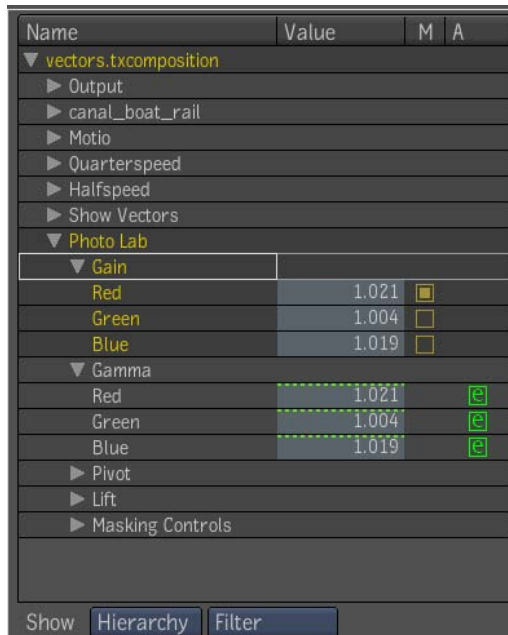 Name Value M A
vectors.txcomposition
Output
canal_boat_rail
Motio
Quarterspeed
Halfspeed
Show Vectors
Photo Lab
Gain
Red 1.021
Green 1.004
Blue 1.019
Gamma
Red 1.021 e
Green 1.004 e
Blue 1.019 e
Pivot
Lift
Masking Controls
Show Hierarchy Filter